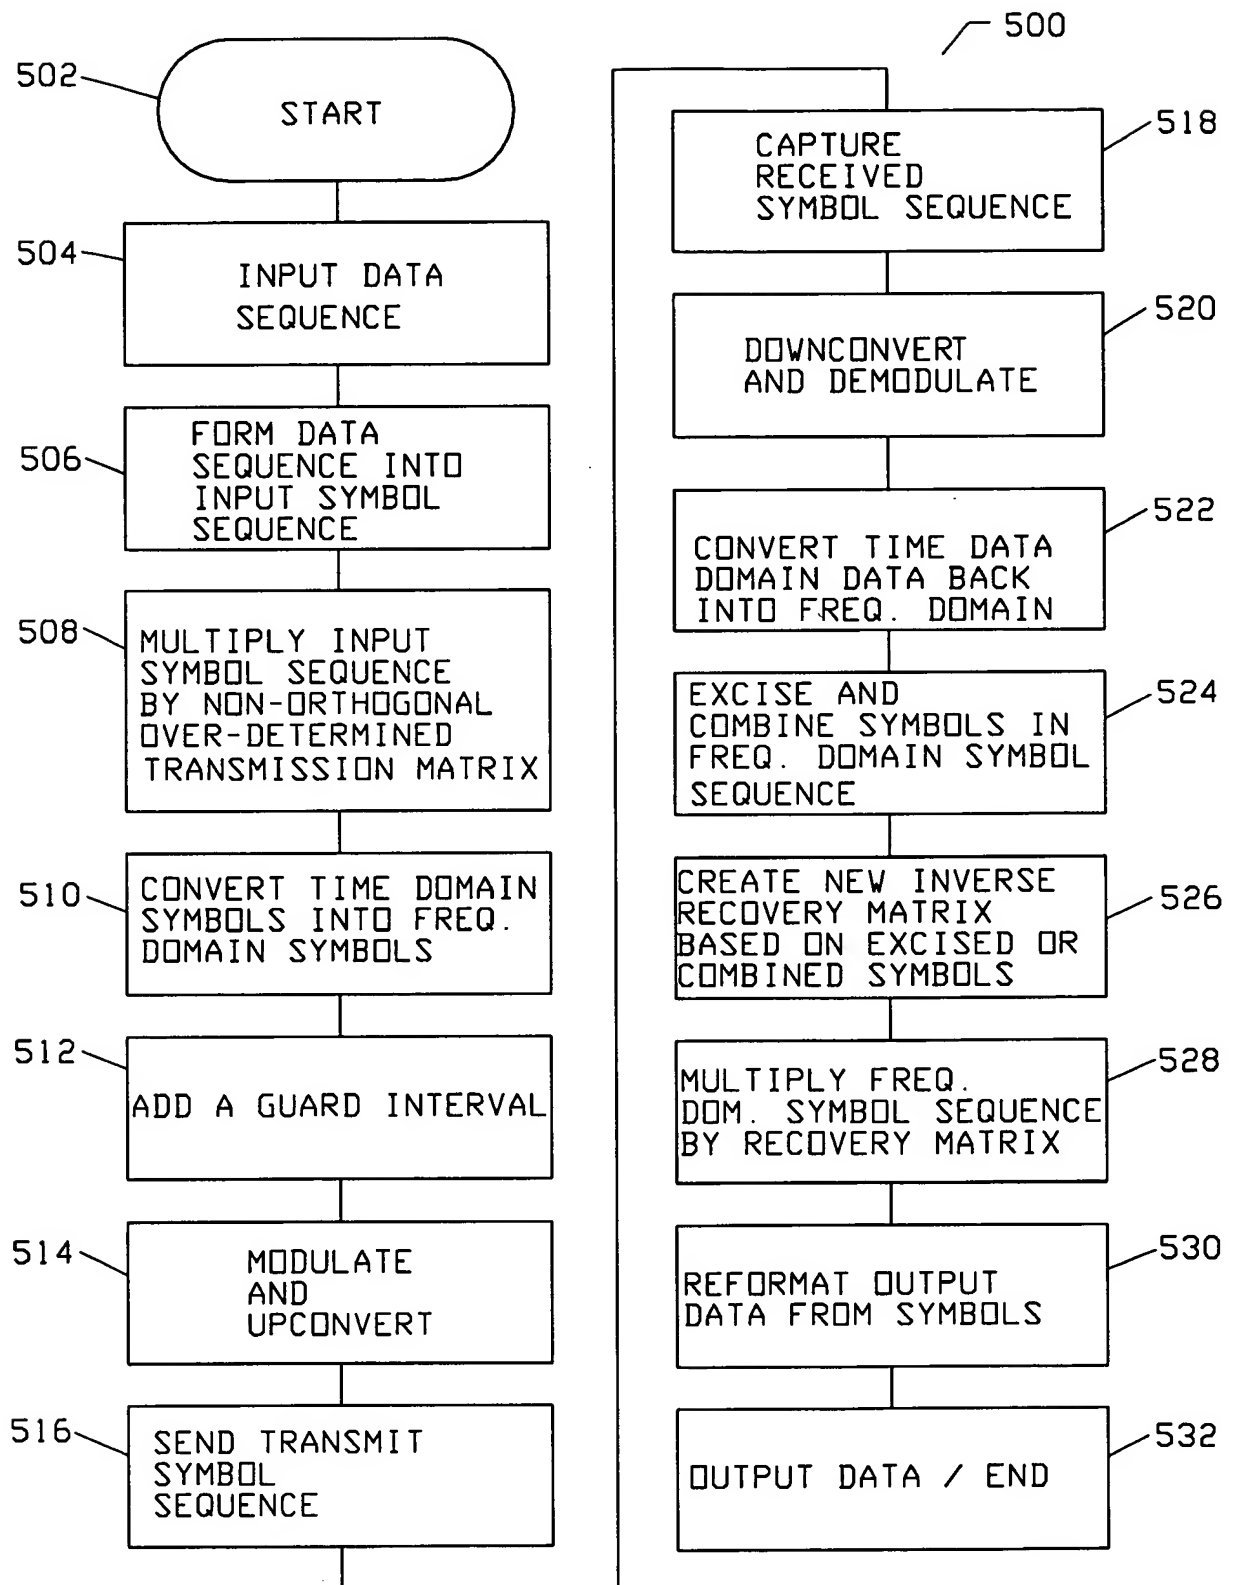 500
502
START
504
INPUT DATA
SEQUENCE
506
FORM DATA
SEQUENCE INTO
INPUT SYMBOL
SEQUENCE
508
MULTIPLY INPUT
SYMBOL SEQUENCE
BY NON-ORTHOGONAL
OVER-DETERMINED
TRANSMISSION MATRIX
510
CONVERT TIME DOMAIN
SYMBOLS INTO FREQ.
DOMAIN SYMBOLS
512
ADD A GUARD INTERVAL
514
MODULATE
AND
UPCONVERT
516
SEND TRANSMIT
SYMBOL
SEQUENCE
518
CAPTURE
RECEIVED
SYMBOL SEQUENCE
520
DOWNCONVERT
AND DEMODULATE
522
CONVERT TIME DATA
DOMAIN DATA BACK
INTO FREQ. DOMAIN
524
EXCISE AND
COMBINE SYMBOLS IN
FREQ. DOMAIN SYMBOL
SEQUENCE
526
CREATE NEW INVERSE
RECOVERY MATRIX
BASED ON EXCISED OR
COMBINED SYMBOLS
528
MULTIPLY FREQ.
DOM. SYMBOL SEQUENCE
BY RECOVERY MATRIX
530
REFORMAT OUTPUT
DATA FROM SYMBOLS
532
OUTPUT DATA / END